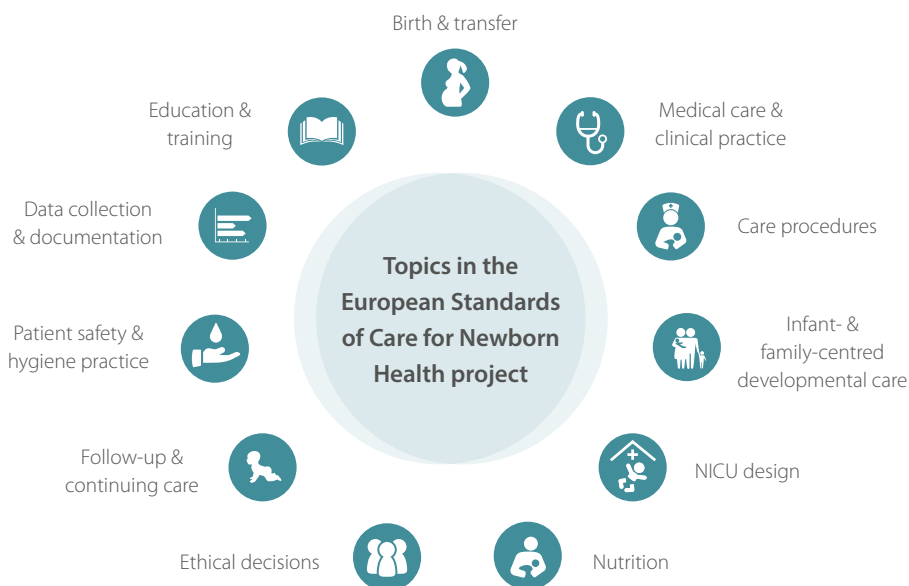 Birth & transfer
Education &
training
Medical care &
clinical practice
Data collection
& documentation
Care procedures
Topics in the
European Standards
of Care for Newborn
Health project
Patient safety &
hygiene practice
Infant- &
family-centred
developmental care
Follow-up &
continuing care
NICU design
Ethical decisions
Nutrition